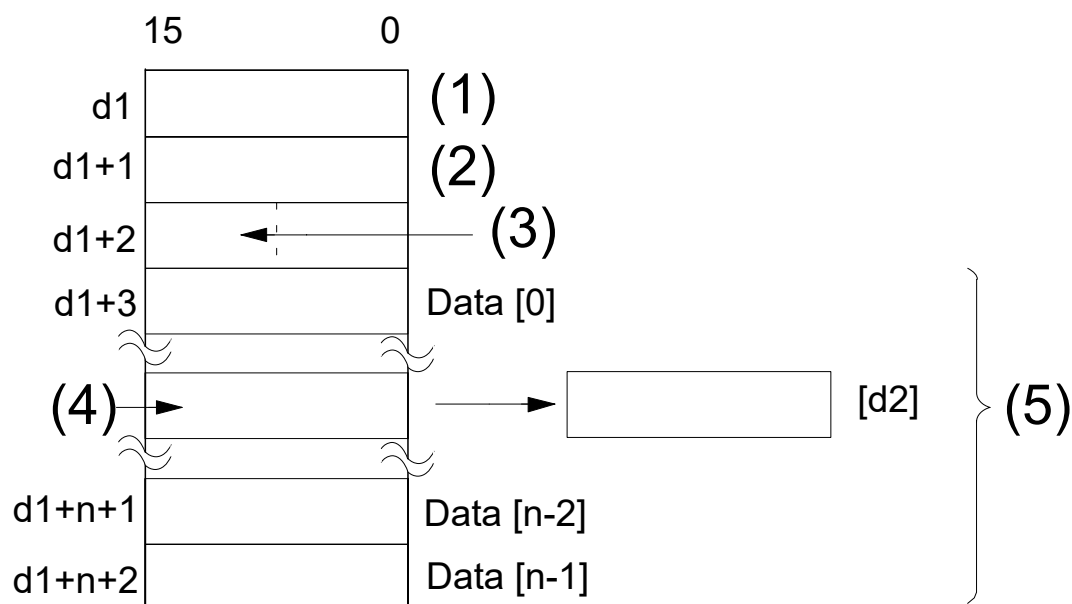 15 0
d1 (1)
d1+1 (2)
d1+2 (3)
d1+3 Data [0]
(4) [d2] (5)
d1+n+1 Data [n-2]
d1+n+2 Data [n-1]